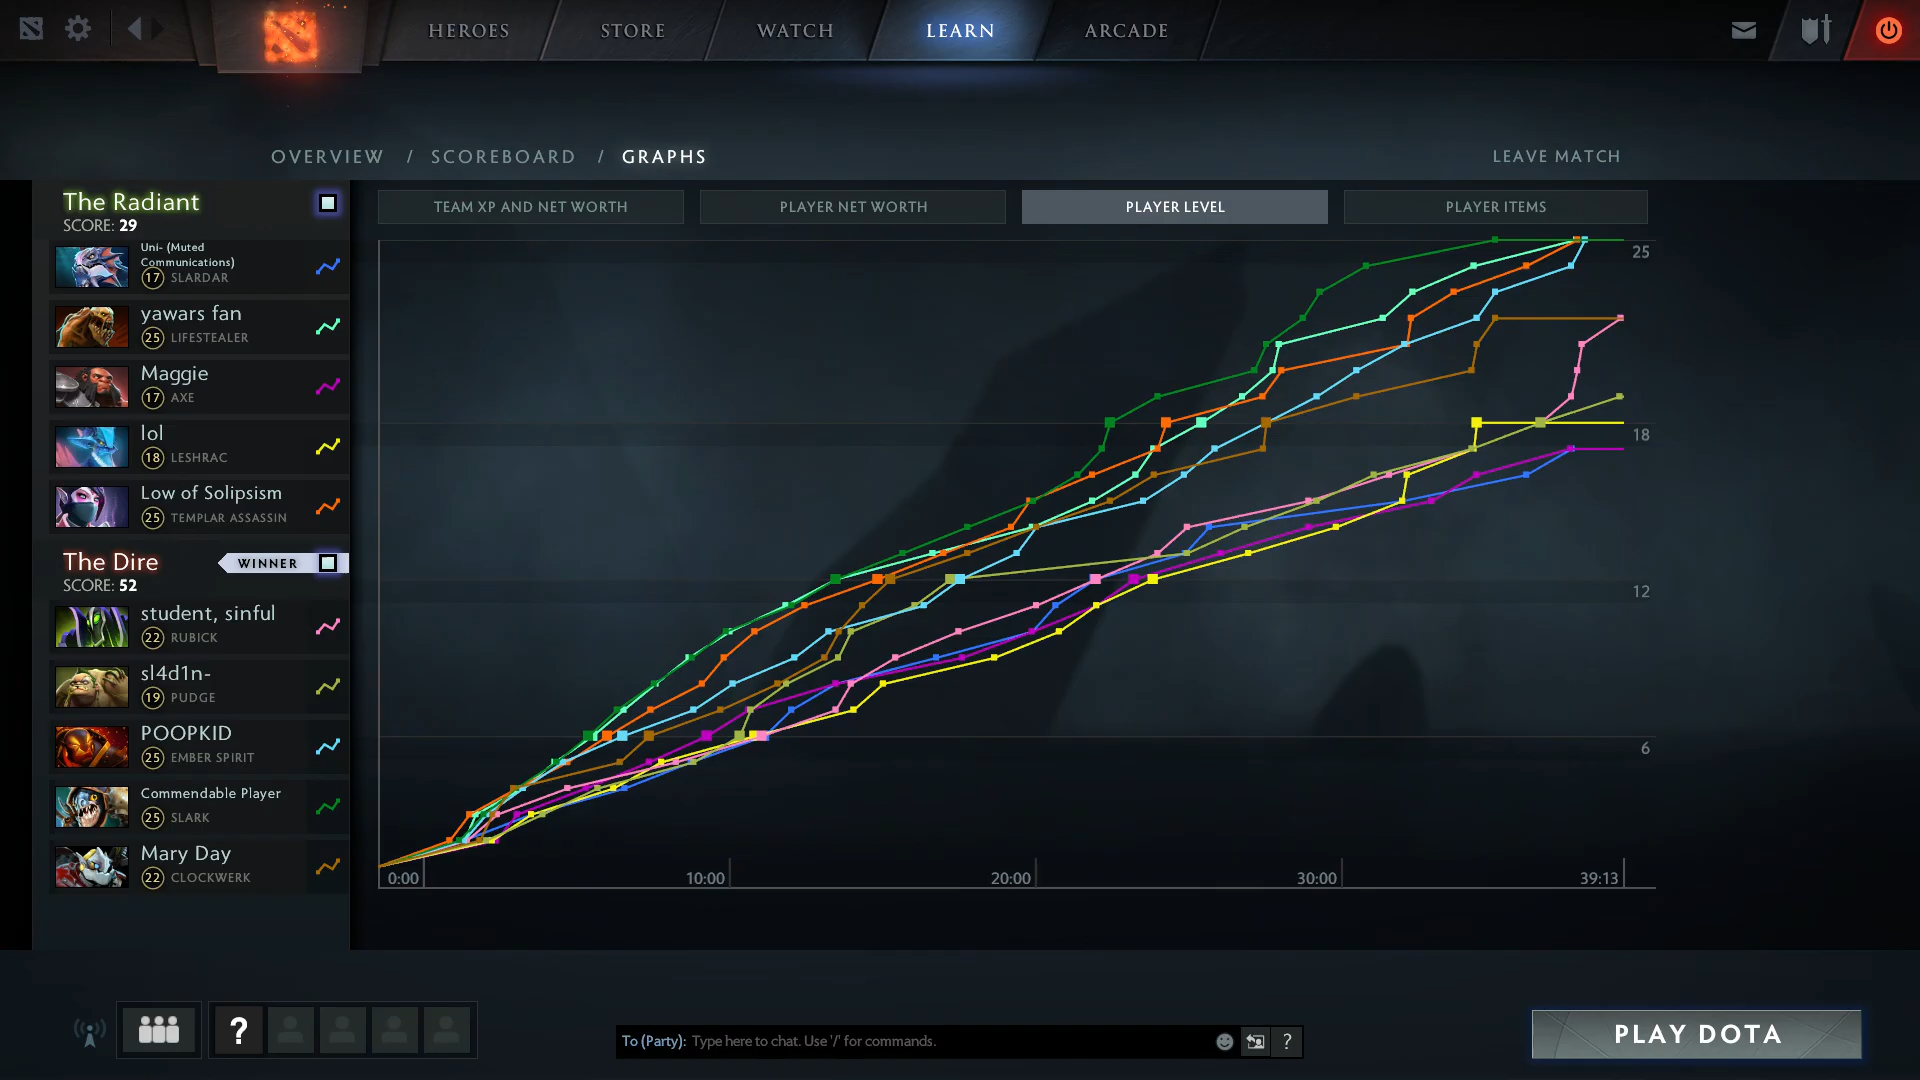 HEROES
STORE
WATCH
LEARN
ARCADE
OVERVIEW / SCOREBOARD / GRAPHS
LEAVE MATCH
The Radiant
SCORE: 29
Uni- (Muted
Communications)
17 SLARDAR
yawars fan
25 LIFESTEALER
Maggie
17 AXE
lol
18 LESHRAC
Low of Solipsism
25 TEMPLAR ASSASSIN
The Dire
WINNER
SCORE: 52
student, sinful
22 RUBICK
sl4d1n-
19 PUDGE
POOPKID
25 EMBER SPIRIT
Commendable Player
25 SLARK
Mary Day
22 CLOCKWERK
TEAM XP AND NET WORTH
PLAYER NET WORTH
PLAYER LEVEL
PLAYER ITEMS
25
18
12
6
0:00
10:00
20:00
30:00
39:13
?
To (Party): Type here to chat. Use '/' for commands.
?
PLAY DOTA